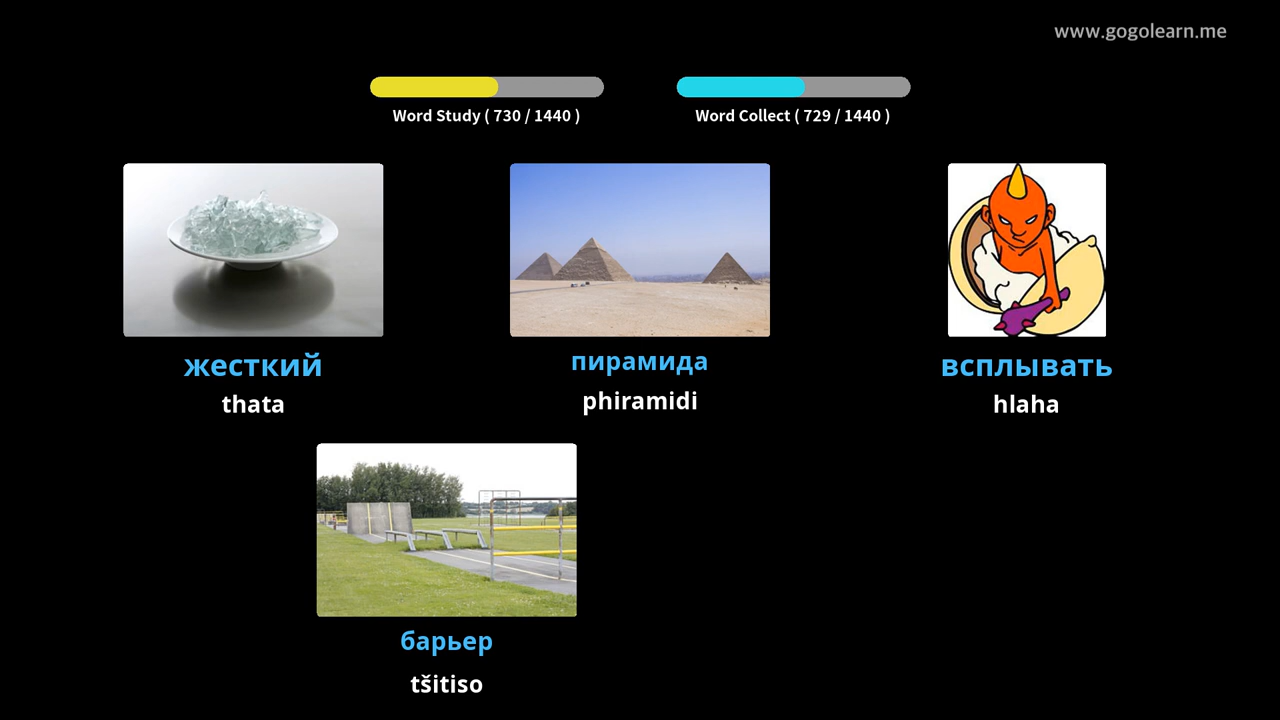 www.gogolearn.me
Word Study ( 730 / 1440 )
Word Collect ( 729 / 1440 )
жесткий
thata
пирамида
phiramidi
всплывать
hlaha
барьер
tšitiso